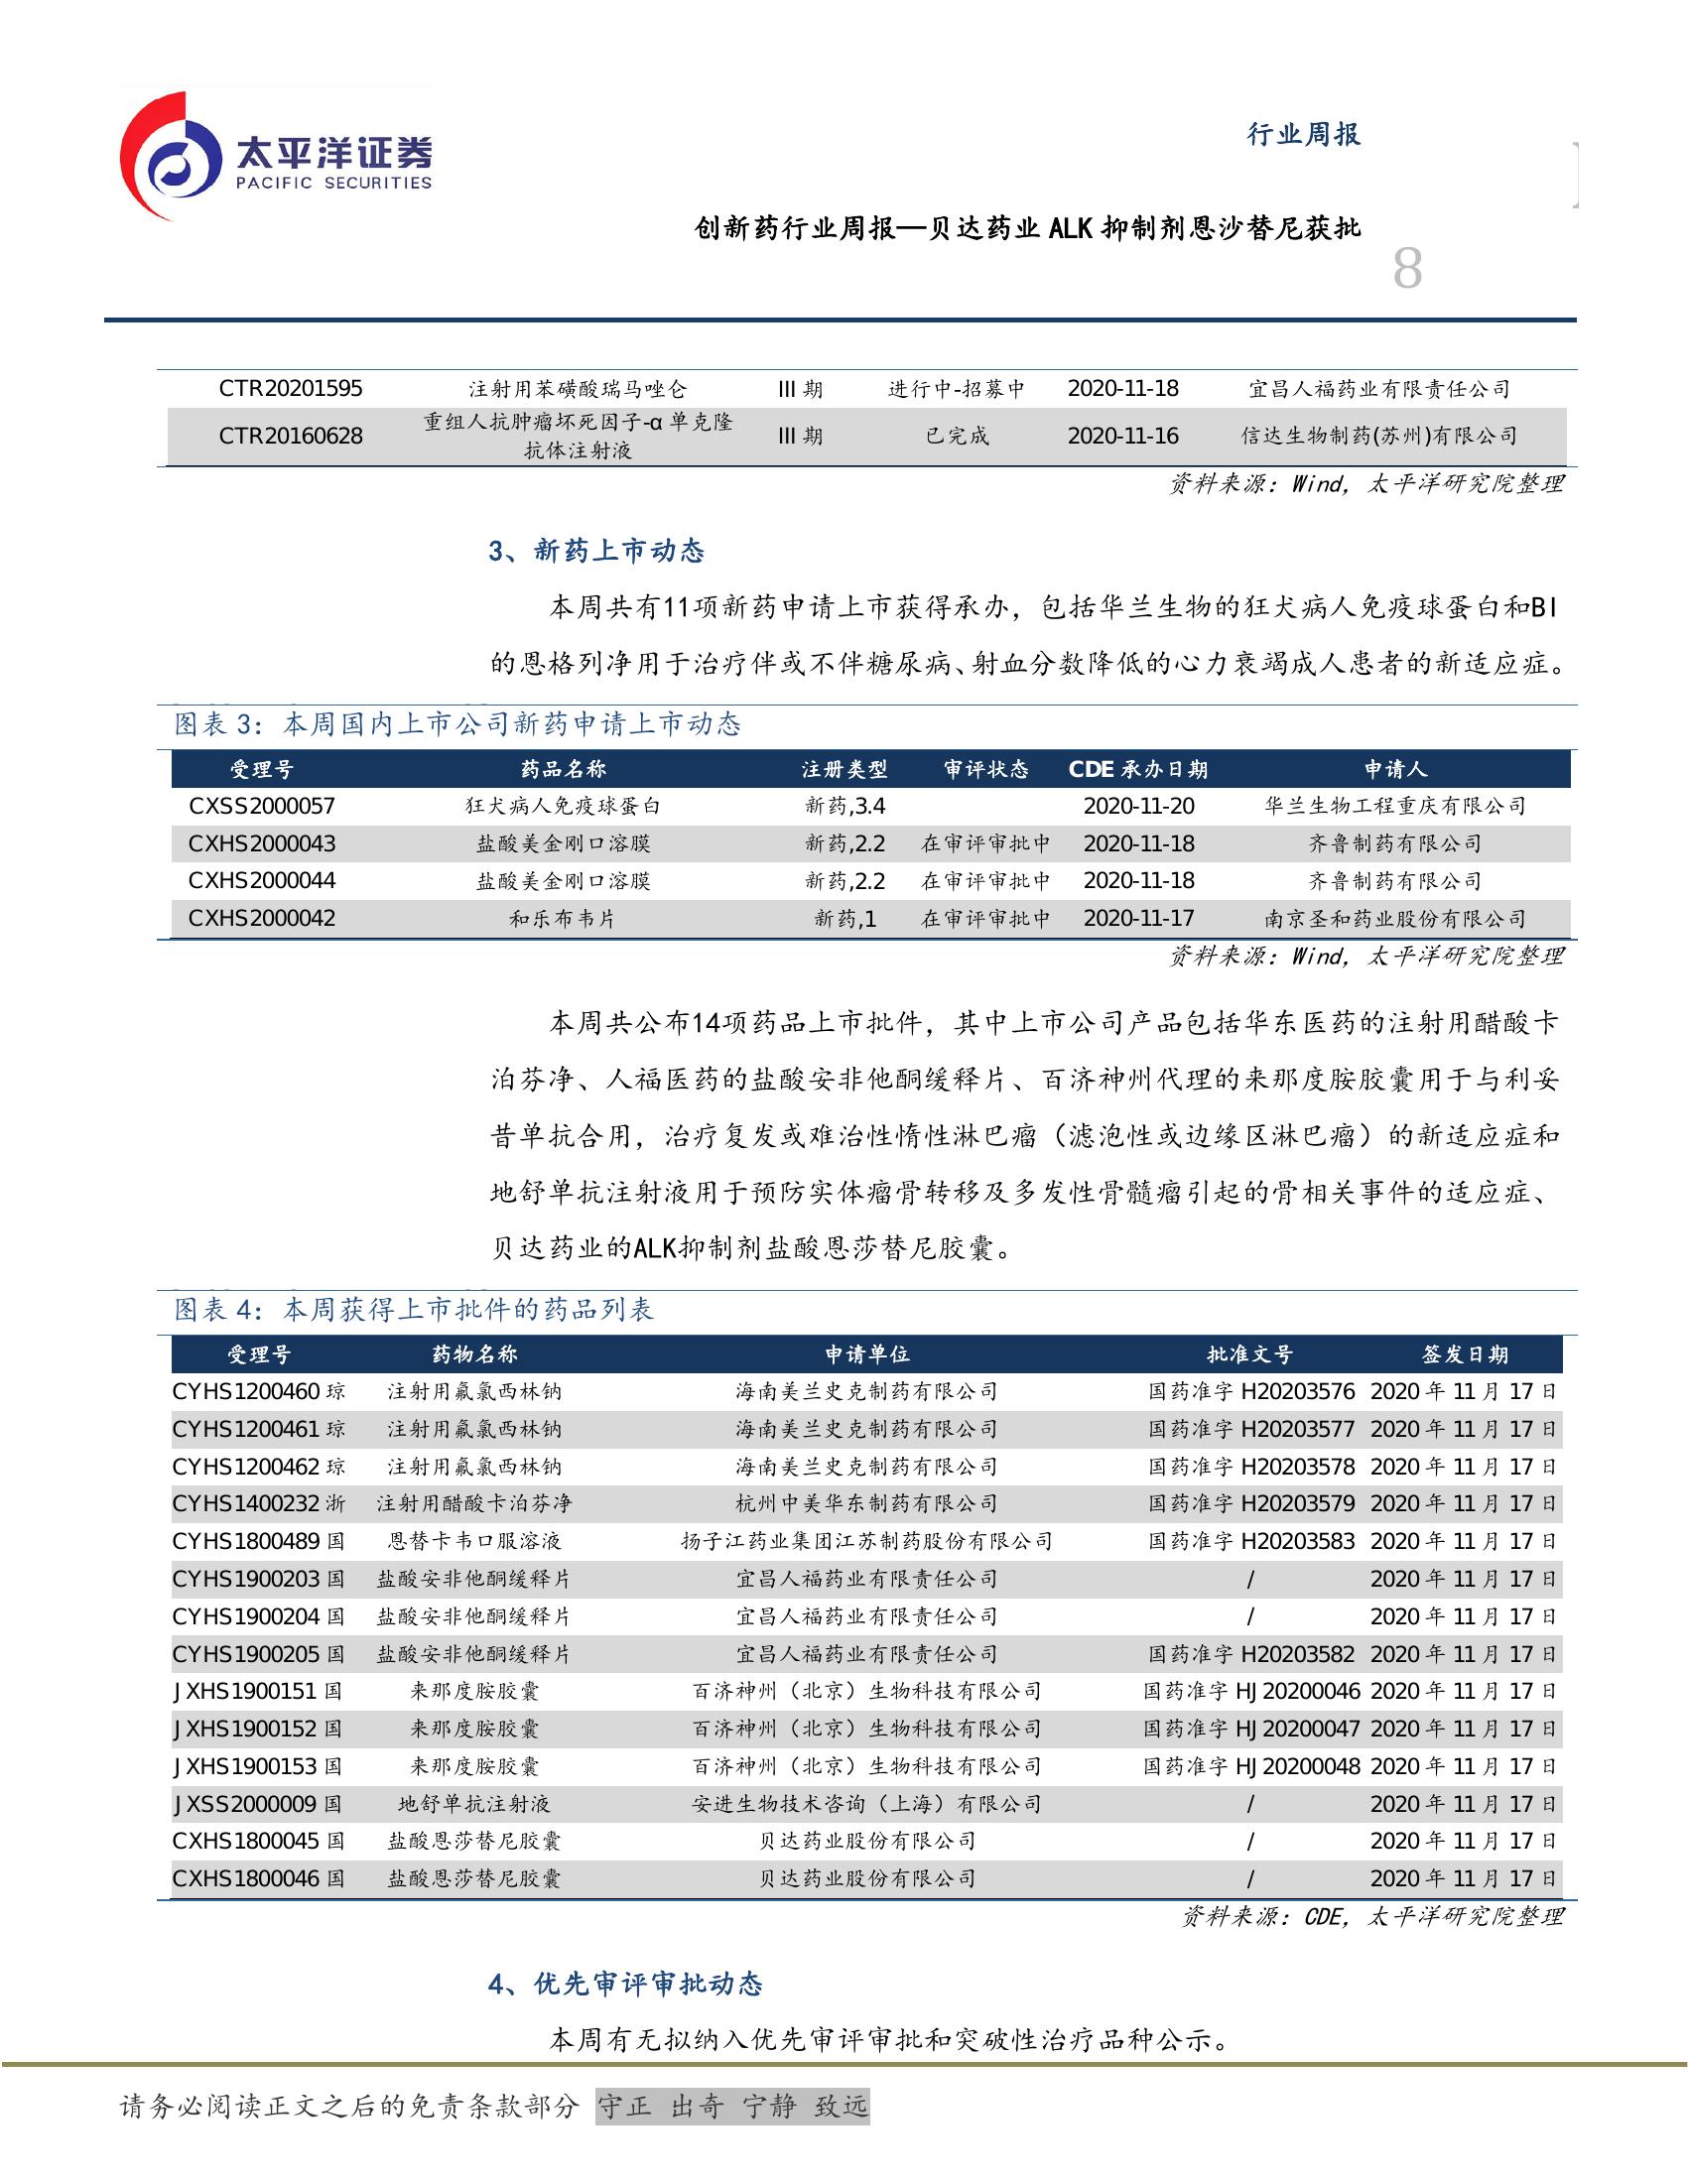 太平洋证券
PACIFIC SECURITIES
行业周报
创新药行业周报—贝达药业 ALK 抑制剂恩沙替尼获批
8
CTR20201595 注射用苯磺酸瑞马唑仑 III 期 进行中-招募中 2020-11-18 宜昌人福药业有限责任公司
CTR20160628 重组人抗肿瘤坏死因子-α 单克隆抗体注射液 III 期 已完成 2020-11-16 信达生物制药(苏州)有限公司
资料来源：Wind，太平洋研究院整理
3、新药上市动态
本周共有11项新药申请上市获得承办，包括华兰生物的狂犬病人免疫球蛋白和BI
的恩格列净用于治疗伴或不伴糖尿病、射血分数降低的心力衰竭成人患者的新适应症。
图表 3：本周国内上市公司新药申请上市动态
受理号 药品名称 注册类型 审评状态 CDE 承办日期 申请人
CXSS2000057 狂犬病人免疫球蛋白 新药,3.4 2020-11-20 华兰生物工程重庆有限公司
CXHS2000043 盐酸美金刚口溶膜 新药,2.2 在审评审批中 2020-11-18 齐鲁制药有限公司
CXHS2000044 盐酸美金刚口溶膜 新药,2.2 在审评审批中 2020-11-18 齐鲁制药有限公司
CXHS2000042 和乐布韦片 新药,1 在审评审批中 2020-11-17 南京圣和药业股份有限公司
资料来源：Wind，太平洋研究院整理
本周共公布14项药品上市批件，其中上市公司产品包括华东医药的注射用醋酸卡
泊芬净、人福医药的盐酸安非他酮缓释片、百济神州代理的来那度胺胶囊用于与利妥
昔单抗合用，治疗复发或难治性惰性淋巴瘤（滤泡性或边缘区淋巴瘤）的新适应症和
地舒单抗注射液用于预防实体瘤骨转移及多发性骨髓瘤引起的骨相关事件的适应症、
贝达药业的ALK抑制剂盐酸恩莎替尼胶囊。
图表 4：本周获得上市批件的药品列表
受理号 药物名称 申请单位 批准文号 签发日期
CYHS1200460 琼 注射用氟氯西林钠 海南美兰史克制药有限公司 国药准字 H20203576 2020 年 11 月 17 日
CYHS1200461 琼 注射用氟氯西林钠 海南美兰史克制药有限公司 国药准字 H20203577 2020 年 11 月 17 日
CYHS1200462 琼 注射用氟氯西林钠 海南美兰史克制药有限公司 国药准字 H20203578 2020 年 11 月 17 日
CYHS1400232 浙 注射用醋酸卡泊芬净 杭州中美华东制药有限公司 国药准字 H20203579 2020 年 11 月 17 日
CYHS1800489 国 恩替卡韦口服溶液 扬子江药业集团江苏制药股份有限公司 国药准字 H20203583 2020 年 11 月 17 日
CYHS1900203 国 盐酸安非他酮缓释片 宜昌人福药业有限责任公司 / 2020 年 11 月 17 日
CYHS1900204 国 盐酸安非他酮缓释片 宜昌人福药业有限责任公司 / 2020 年 11 月 17 日
CYHS1900205 国 盐酸安非他酮缓释片 宜昌人福药业有限责任公司 国药准字 H20203582 2020 年 11 月 17 日
JXHS1900151 国 来那度胺胶囊 百济神州（北京）生物科技有限公司 国药准字 HJ20200046 2020 年 11 月 17 日
JXHS1900152 国 来那度胺胶囊 百济神州（北京）生物科技有限公司 国药准字 HJ20200047 2020 年 11 月 17 日
JXHS1900153 国 来那度胺胶囊 百济神州（北京）生物科技有限公司 国药准字 HJ20200048 2020 年 11 月 17 日
JXSS2000009 国 地舒单抗注射液 安进生物技术咨询（上海）有限公司 / 2020 年 11 月 17 日
CXHS1800045 国 盐酸恩莎替尼胶囊 贝达药业股份有限公司 / 2020 年 11 月 17 日
CXHS1800046 国 盐酸恩莎替尼胶囊 贝达药业股份有限公司 / 2020 年 11 月 17 日
资料来源：CDE，太平洋研究院整理
4、优先审评审批动态
本周有无拟纳入优先审评审批和突破性治疗品种公示。
请务必阅读正文之后的免责条款部分 守正 出奇 宁静 致远